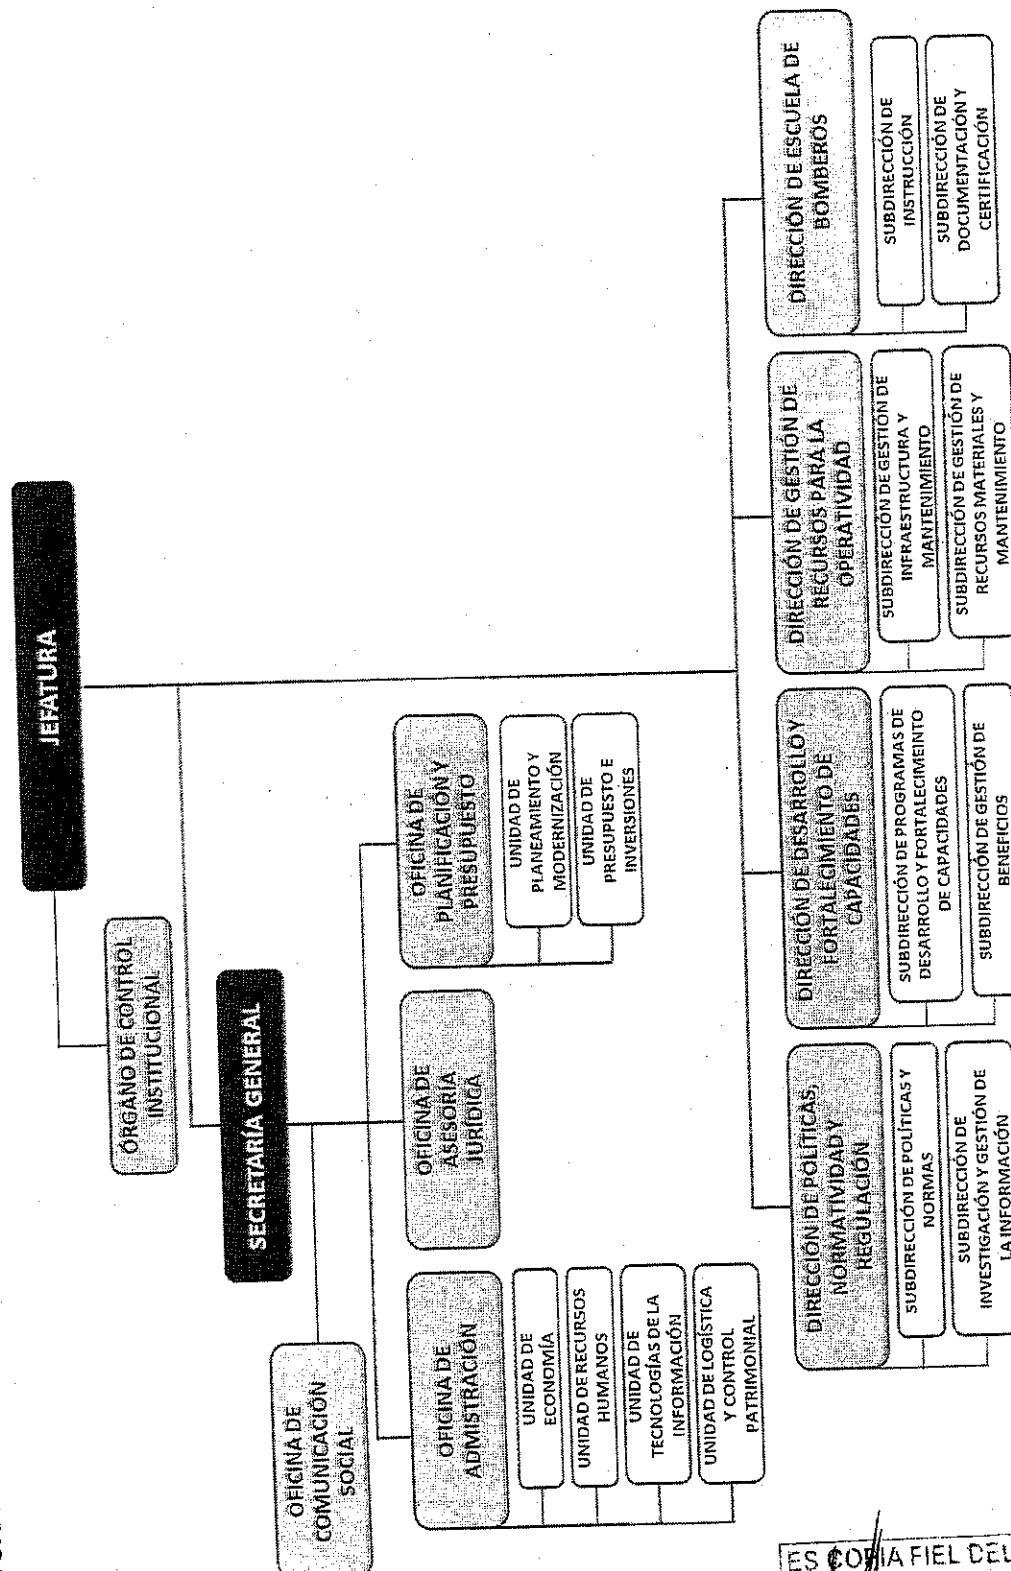 JEFATURA
ÓRGANO DE CONTROL
INSTITUCIONAL
SECRETARÍA GENERAL
OFICINA DE
COMUNICACIÓN
SOCIAL
OFICINA DE
ADMISTRACIÓN
UNIDAD DE
ECONOMÍA
UNIDAD DE RECURSOS
HUMANOS
UNIDAD DE
TECNOLOGÍAS DE LA
INFORMACIÓN
UNIDAD DE LOGÍSTICA
Y CONTROL
PATRIMONIAL
OFICINA DE
ASESORÍA
JURÍDICA
OFICINA DE
PLANIFICACIÓN Y
PRESUPUESTO
UNIDAD DE
PLANEAMIENTO Y
MODERNIZACIÓN
UNIDAD DE
PRESUPUESTO E
INVERSIONES
DIRECCIÓN DE POLÍTICAS,
NORMATIVIDAD Y
REGULACIÓN
SUBDIRECCIÓN DE POLÍTICAS Y
NORMAS
SUBDIRECCIÓN DE
INVESTIGACIÓN Y GESTIÓN DE
LA INFORMACIÓN
DIRECCIÓN DE DESARROLLO Y
FORTALECIMIENTO DE
CAPACIDADES
SUBDIRECCIÓN DE PROGRAMAS DE
DESARROLLO Y FORTALECIMEINTO
DE CAPACIDADES
SUBDIRECCIÓN DE GESTIÓN DE
BENEFICIOS
DIRECCIÓN DE GESTIÓN DE
RECURSOS PARA LA
OPERATIVIDAD
SUBDIRECCIÓN DE GESTIÓN DE
INFRAESTRUCTURA Y
MANTENIMIENTO
SUBDIRECCIÓN DE GESTIÓN DE
RECURSOS MATERIALES Y
MANTENIMIENTO
DIRECCIÓN DE ESCUELA DE
BOMBEROS
SUBDIRECCIÓN DE
INSTRUCCIÓN
SUBDIRECCIÓN DE
DOCUMENTACIÓN Y
CERTIFICACIÓN
ES COPIA FIEL DEL